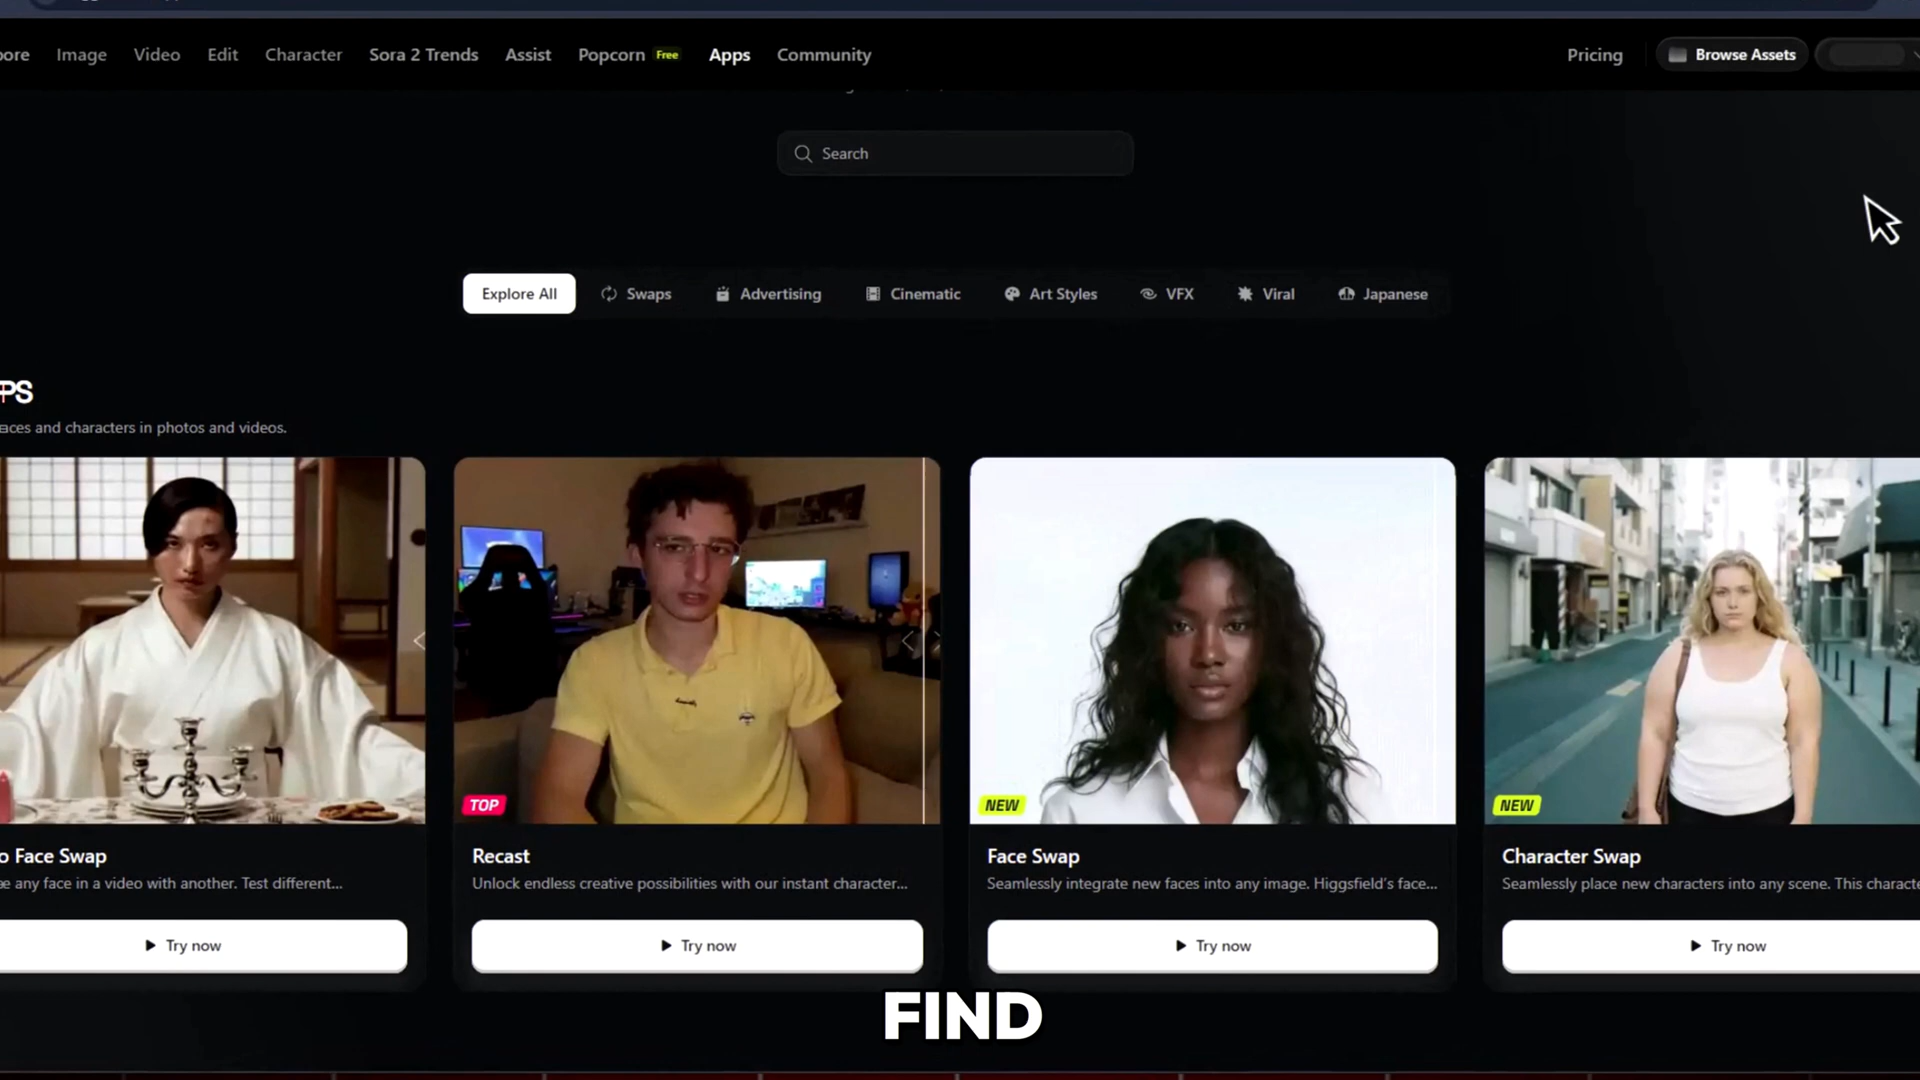 Image Video Edit Character Sora 2 Trends Assist Popcorn Free Apps Community Pricing Browse Assets
Search
Explore All Swaps Advertising Cinematic Art Styles VFX Viral Japanese
PS
aces and characters in photos and videos.
TOP
NEW
NEW
o Face Swap
any face in a video with another. Test different...
Try now
Recast
Unlock endless creative possibilities with our instant character...
Try now
Face Swap
Seamlessly integrate new faces into any image. Higgsfield's face...
Try now
Character Swap
Seamlessly place new characters into any scene. This characte
Try now
FIND